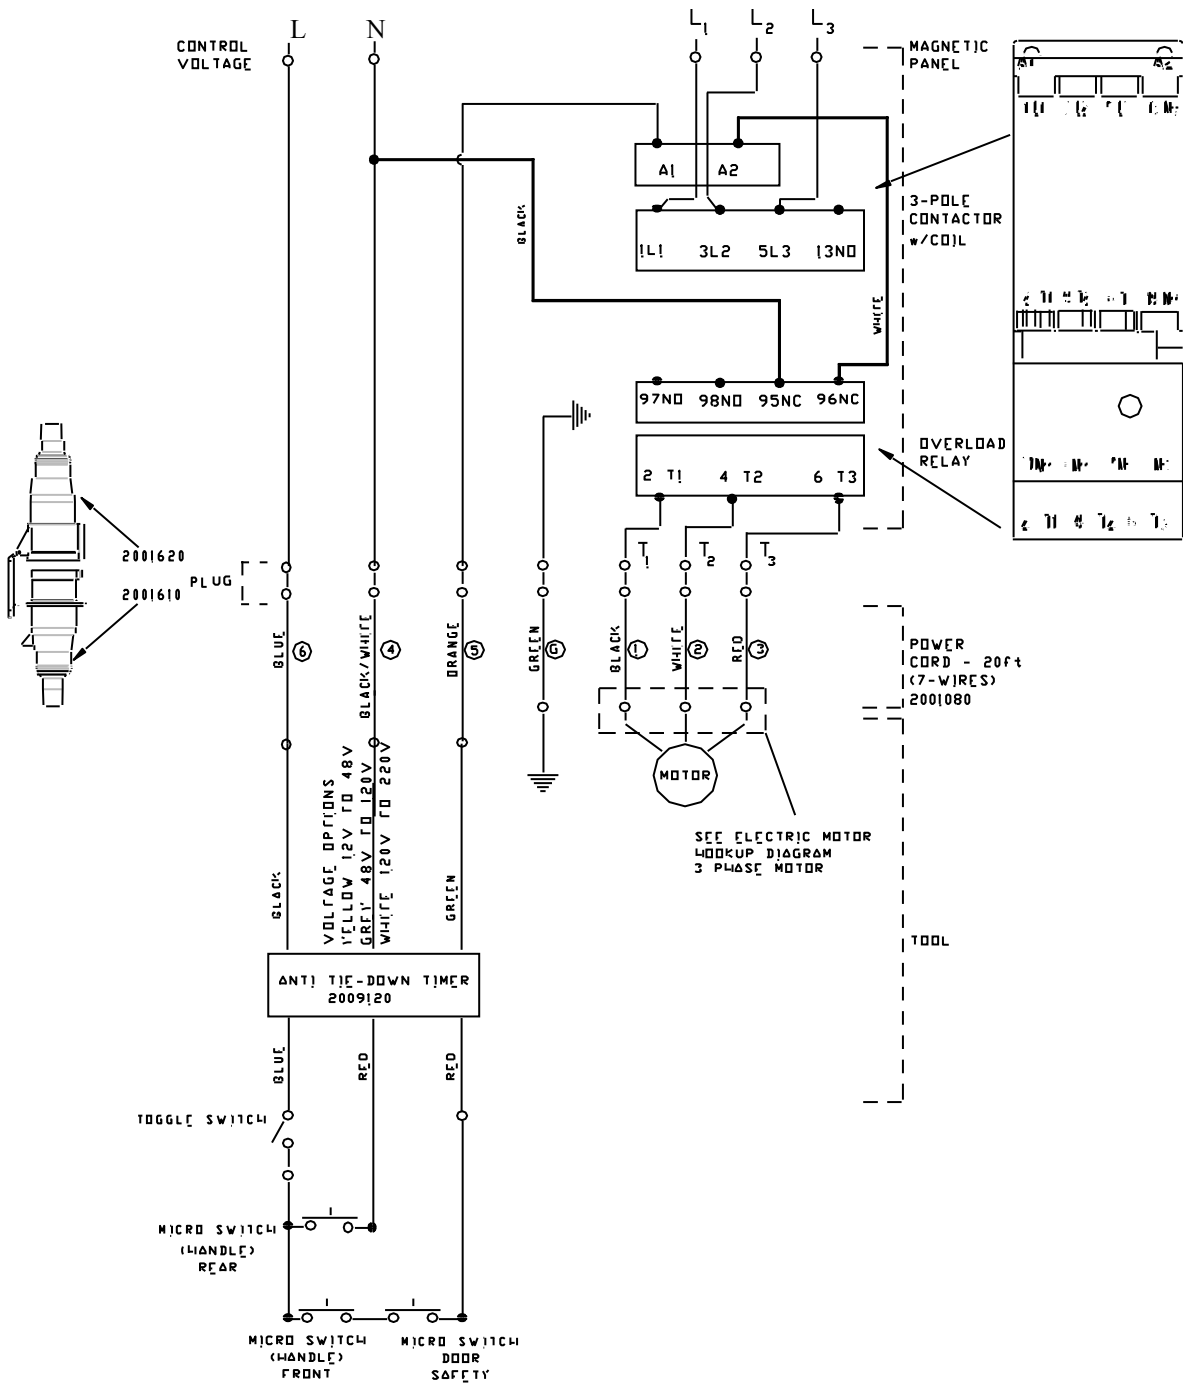 L
N
L1
L2
L3
CONTROL
VOLTAGE
MAGNETIC
PANEL
A1
A2
A1
A2
3-POLE
CONTACTOR
w/COIL
BLACK
1L1
3L2
5L3
13NO
WHITE
97NO
98NO
95NC
96NC
OVERLOAD
RELAY
2 T1
4 T2
6 T3
2001620
PLUG
2001610
T1
T2
T3
BLUE
6
BLACK/WHITE
4
ORANGE
5
GREEN
G
BLACK
1
WHITE
2
RED
3
POWER
CORD - 20ft
(7-WIRES)
2001080
MOTOR
SEE ELECTRIC MOTOR
HOOKUP DIAGRAM
3 PHASE MOTOR
BLACK
VOLTAGE OPTIONS
YELLOW 12V TO 48V
GREY 48V TO 120V
WHITE 120V TO 220V
GREEN
TOOL
ANTI TIE-DOWN TIMER
2009120
BLUE
RED
RED
TOGGLE SWITCH
MICRO SWITCH
(HANDLE)
REAR
MICRO SWITCH
(HANDLE)
FRONT
MICRO SWITCH
DOOR
SAFETY